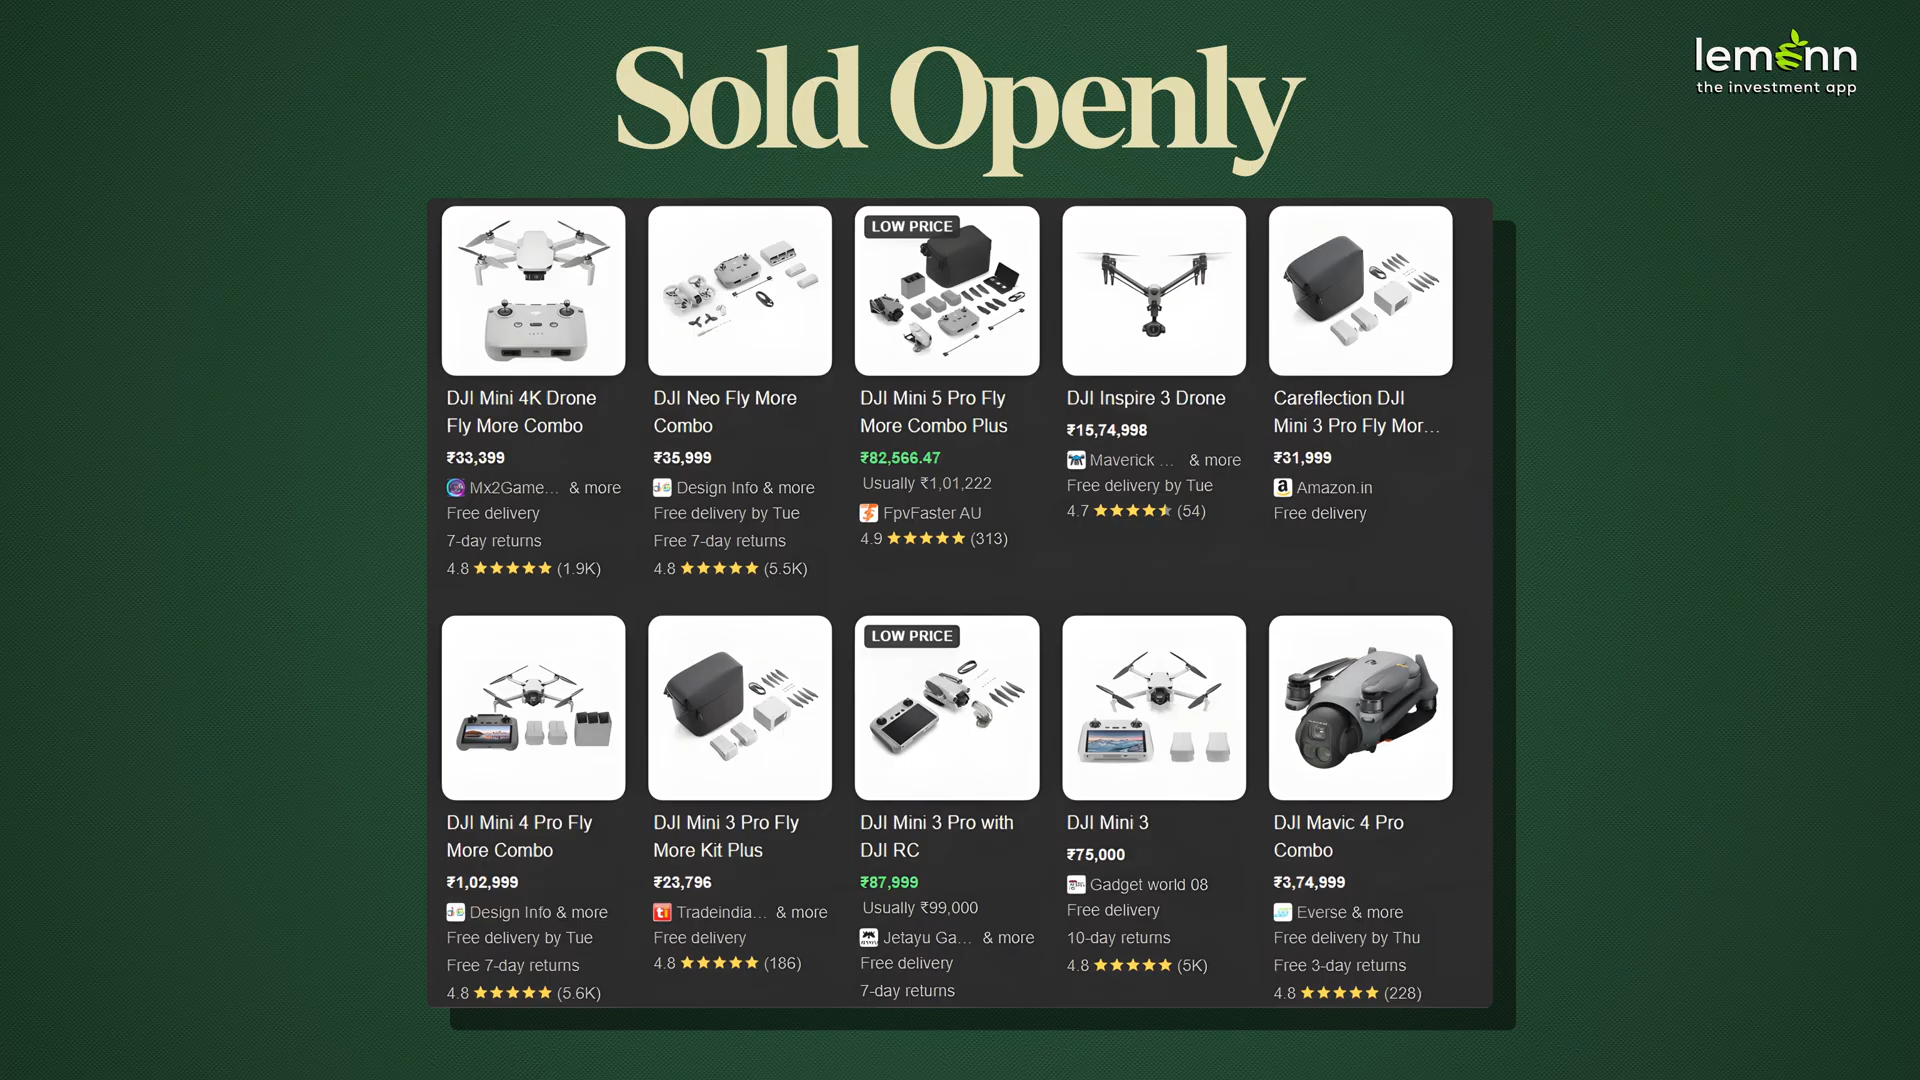 Sold Openly
lemonn
the investment app
DJI Mini 4K Drone
Fly More Combo
₹33,399
Mx2Game... & more
Free delivery
7-day returns
4.8 ★★★★★ (1.9K)
DJI Neo Fly More
Combo
₹35,999
Design Info & more
Free delivery by Tue
Free 7-day returns
4.8 ★★★★★ (5.5K)
LOW PRICE
DJI Mini 5 Pro Fly
More Combo Plus
₹82,566.47
Usually ₹1,01,222
FpvFaster AU
4.9 ★★★★★ (313)
DJI Inspire 3 Drone
₹15,74,998
Maverick ... & more
Free delivery by Tue
4.7 ★★★★★ (54)
Careflection DJI
Mini 3 Pro Fly Mor...
₹31,999
Amazon.in
Free delivery
DJI Mini 4 Pro Fly
More Combo
₹1,02,999
Design Info & more
Free delivery by Tue
Free 7-day returns
4.8 ★★★★★ (5.6K)
DJI Mini 3 Pro Fly
More Kit Plus
₹23,796
Tradeindia... & more
Free delivery
4.8 ★★★★★ (186)
LOW PRICE
DJI Mini 3 Pro with
DJI RC
₹87,999
Usually ₹99,000
Jetayu Ga... & more
Free delivery
7-day returns
DJI Mini 3
₹75,000
Gadget world 08
Free delivery
10-day returns
4.8 ★★★★★ (5K)
DJI Mavic 4 Pro
Combo
₹3,74,999
Everse & more
Free delivery by Thu
Free 3-day returns
4.8 ★★★★★ (228)